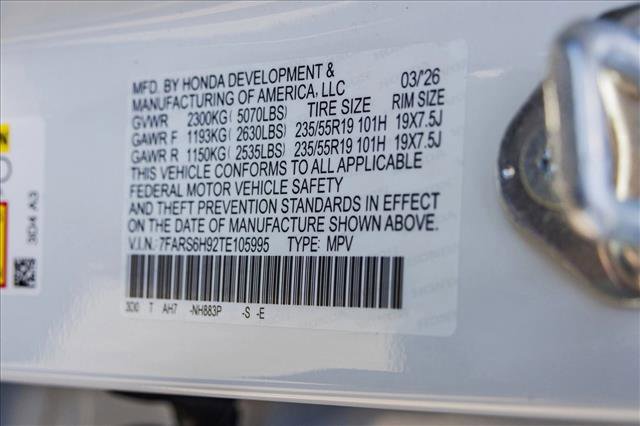 MFD. BY HONDA DEVELOPMENT &
MANUFACTURING OF AMERICA, LLC 03/'26
GVWR 2300KG (5070LBS) TIRE SIZE RIM SIZE
GAWR F 1193KG (2630LBS) 235/55R19 101H 19X7.5J
GAWR R 1150KG (2535LBS) 235/55R19 101H 19X7.5J
THIS VEHICLE CONFORMS TO ALL APPLICABLE
FEDERAL MOTOR VEHICLE SAFETY
AND THEFT PREVENTION STANDARDS IN EFFECT
ON THE DATE OF MANUFACTURE SHOWN ABOVE.
V.I.N.: 7FARS6H92TE105995 TYPE: MPV
3D30 T AH7 -NH883P -S -E
3D4 A3